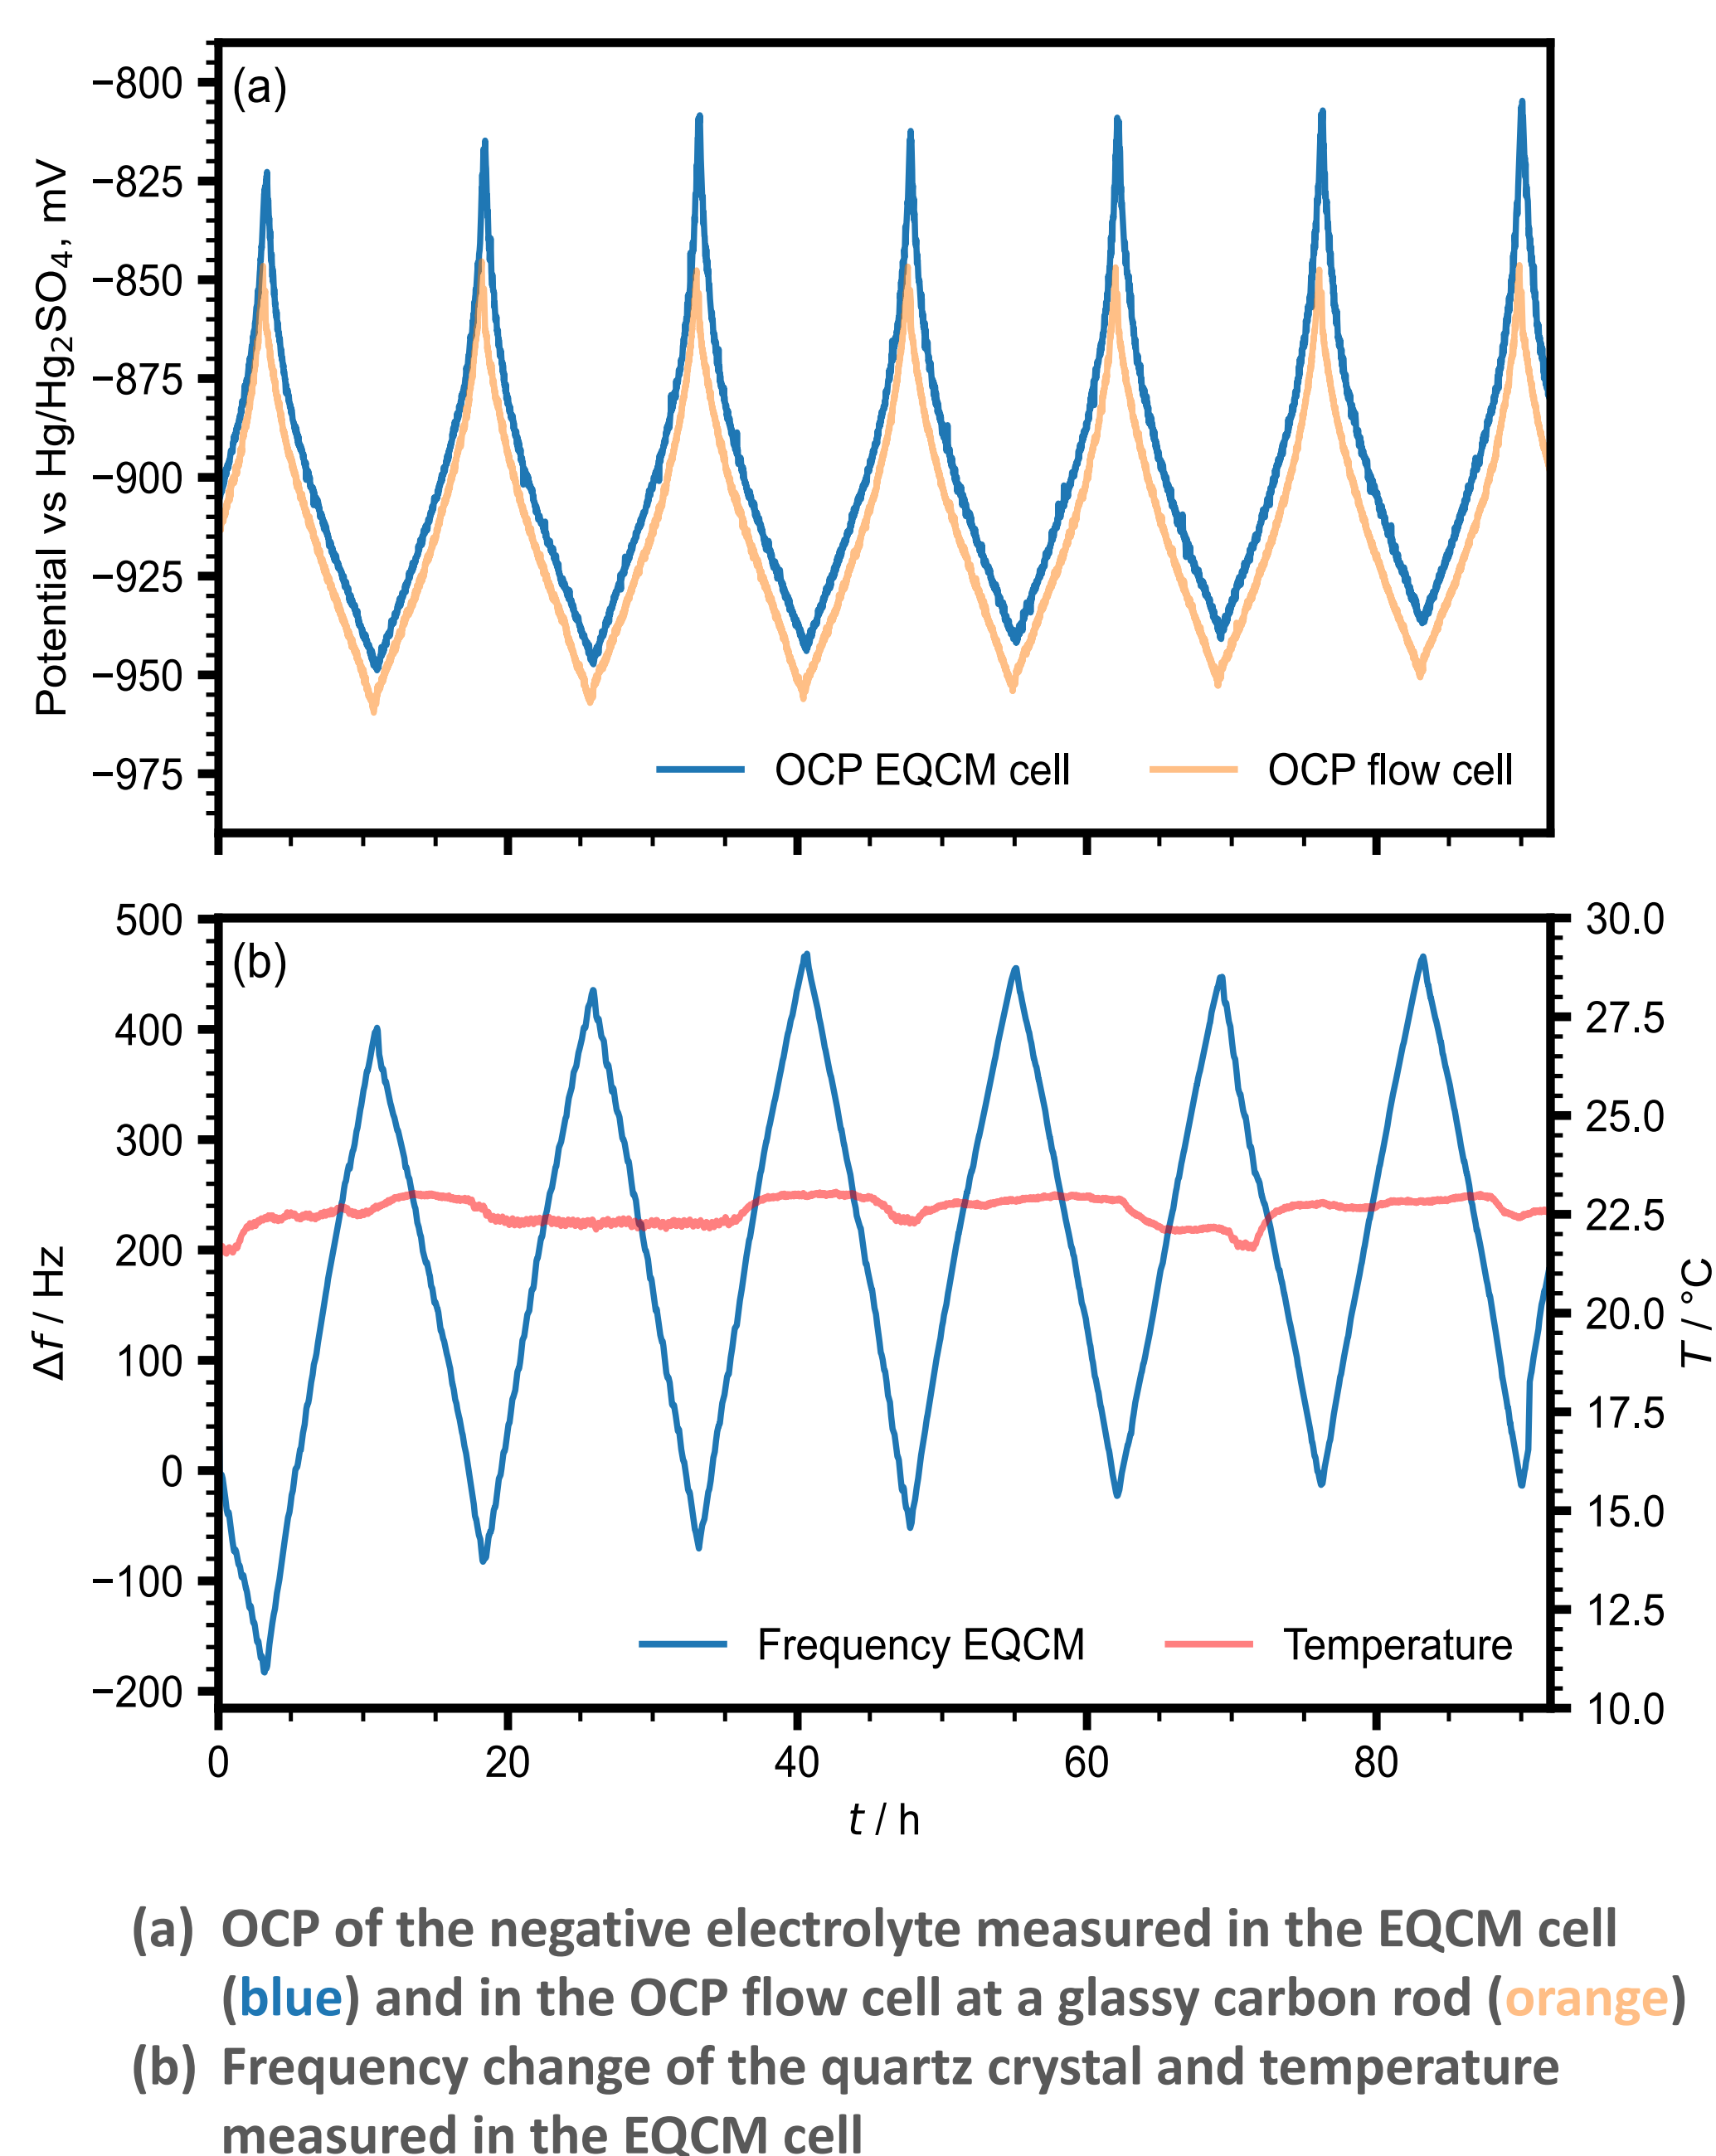 (a)
−800
−825
−850
−875
−900
−925
−950
−975
Potential vs Hg/Hg₂SO₄, mV
OCP EQCM cell
OCP flow cell
(b)
500
400
300
200
100
0
−100
−200
Δf / Hz
30.0
27.5
25.0
22.5
20.0
17.5
15.0
12.5
10.0
T / °C
Frequency EQCM
Temperature
0
20
40
60
80
t / h
(a) OCP of the negative electrolyte measured in the EQCM cell
(blue) and in the OCP flow cell at a glassy carbon rod (orange)
(b) Frequency change of the quartz crystal and temperature
measured in the EQCM cell